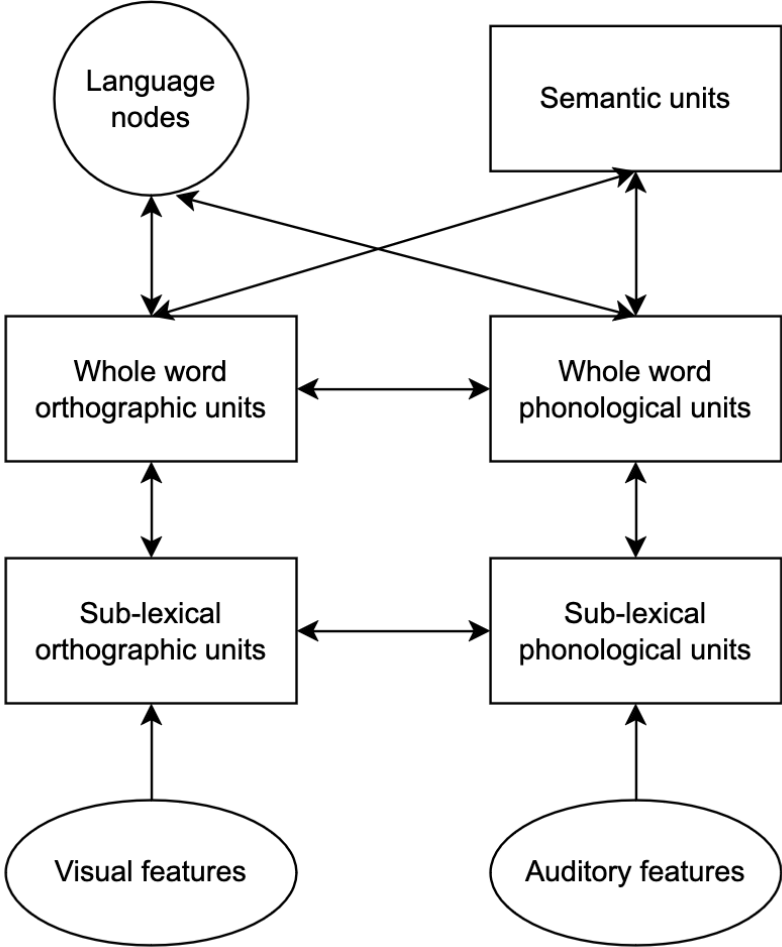 Language
nodes
Semantic units
Whole word
orthographic units
Whole word
phonological units
Sub-lexical
orthographic units
Sub-lexical
phonological units
Visual features
Auditory features